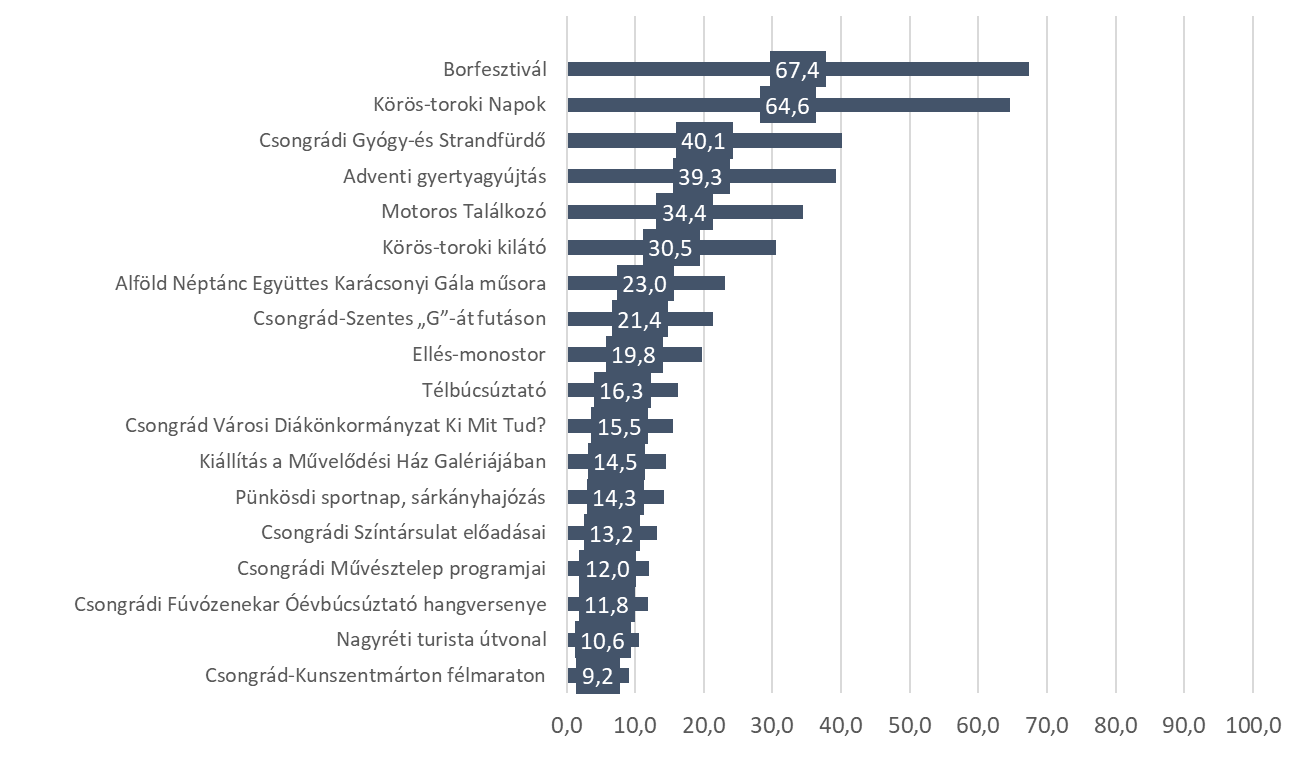 Borfesztivál 67,4
Körös-toroki Napok 64,6
Csongrádi Gyógy-és Strandfürdő 40,1
Adventi gyertyagyújtás 39,3
Motoros Találkozó 34,4
Körös-toroki kilátó 30,5
Alföld Néptánc Együttes Karácsonyi Gála műsora 23,0
Csongrád-Szentes „G”-át futáson 21,4
Ellés-monostor 19,8
Télbúcsúztató 16,3
Csongrád Városi Diákönkormányzat Ki Mit Tud? 15,5
Kiállítás a Művelődési Ház Galériájában 14,5
Pünkösdi sportnap, sárkányhajózás 14,3
Csongrádi Színtársulat előadásai 13,2
Csongrádi Művésztelep programjai 12,0
Csongrádi Fúvózenekar Óévbúcsúztató hangversenye 11,8
Nagyréti turista útvonal 10,6
Csongrád-Kunszentmárton félmaraton 9,2
0,0 10,0 20,0 30,0 40,0 50,0 60,0 70,0 80,0 90,0 100,0